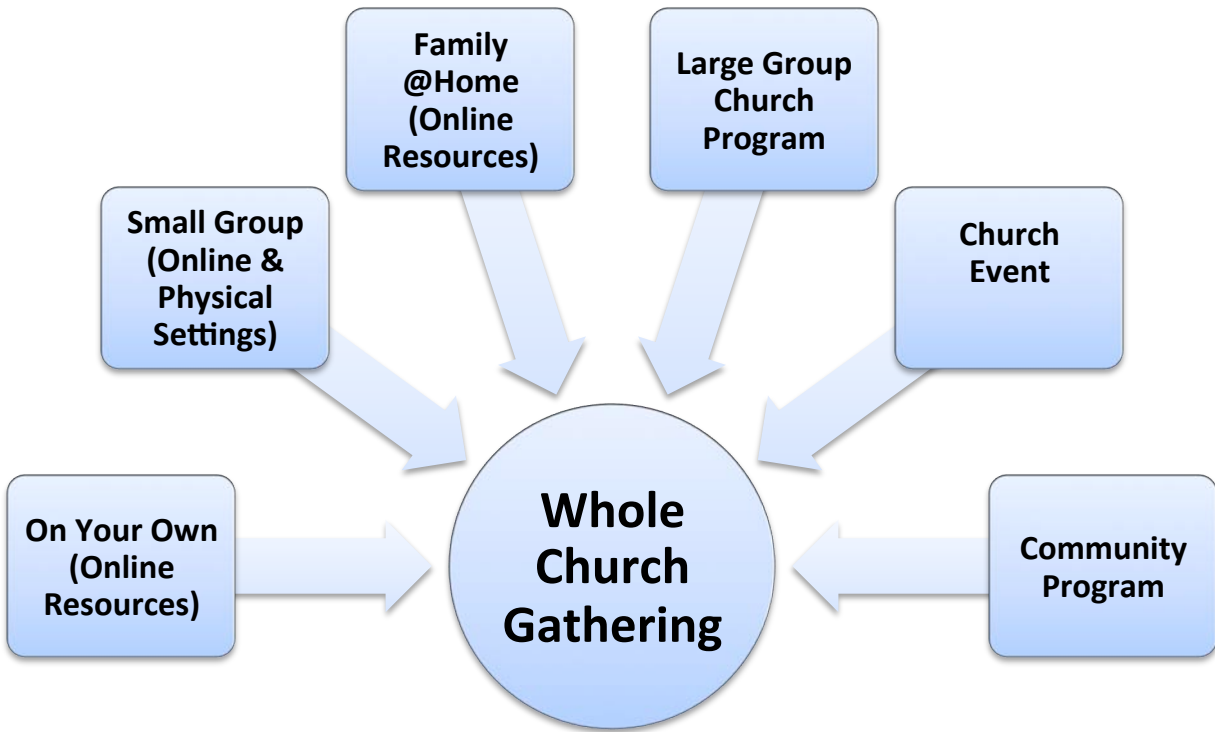 Family
@Home
(Online
Resources)
Large Group
Church
Program
Small Group
(Online &
Physical
Settings)
Church
Event
On Your Own
(Online
Resources)
Whole
Church
Gathering
Community
Program